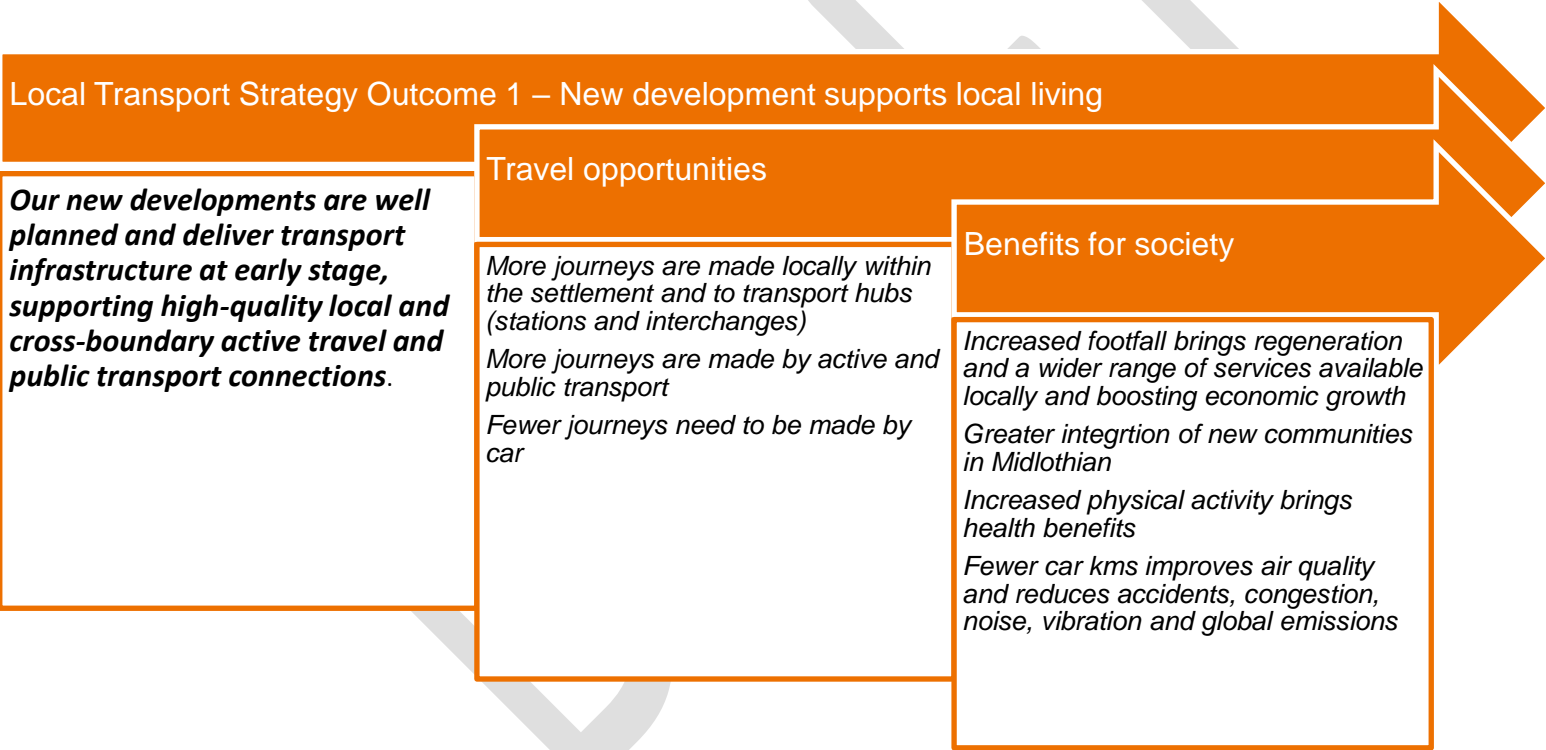 Local Transport Strategy Outcome 1 – New development supports local living
Our new developments are well
planned and deliver transport
infrastructure at early stage,
supporting high-quality local and
cross-boundary active travel and
public transport connections.
Travel opportunities
More journeys are made locally within
the settlement and to transport hubs
(stations and interchanges)
More journeys are made by active and
public transport
Fewer journeys need to be made by
car
Benefits for society
Increased footfall brings regeneration
and a wider range of services available
locally and boosting economic growth
Greater integrtion of new communities
in Midlothian
Increased physical activity brings
health benefits
Fewer car kms improves air quality
and reduces accidents, congestion,
noise, vibration and global emissions